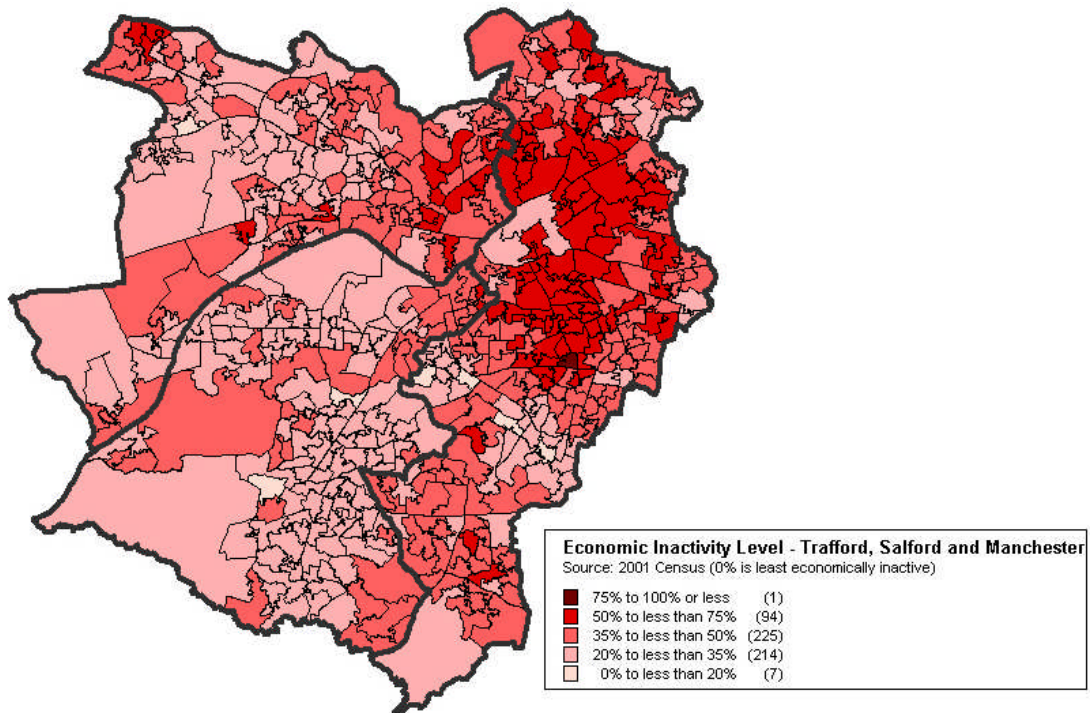 Economic Inactivity Level - Trafford, Salford and Manchester
Source: 2001 Census (0% is least economically inactive)
75% to 100% or less (1)
50% to less than 75% (94)
35% to less than 50% (225)
20% to less than 35% (214)
0% to less than 20% (7)